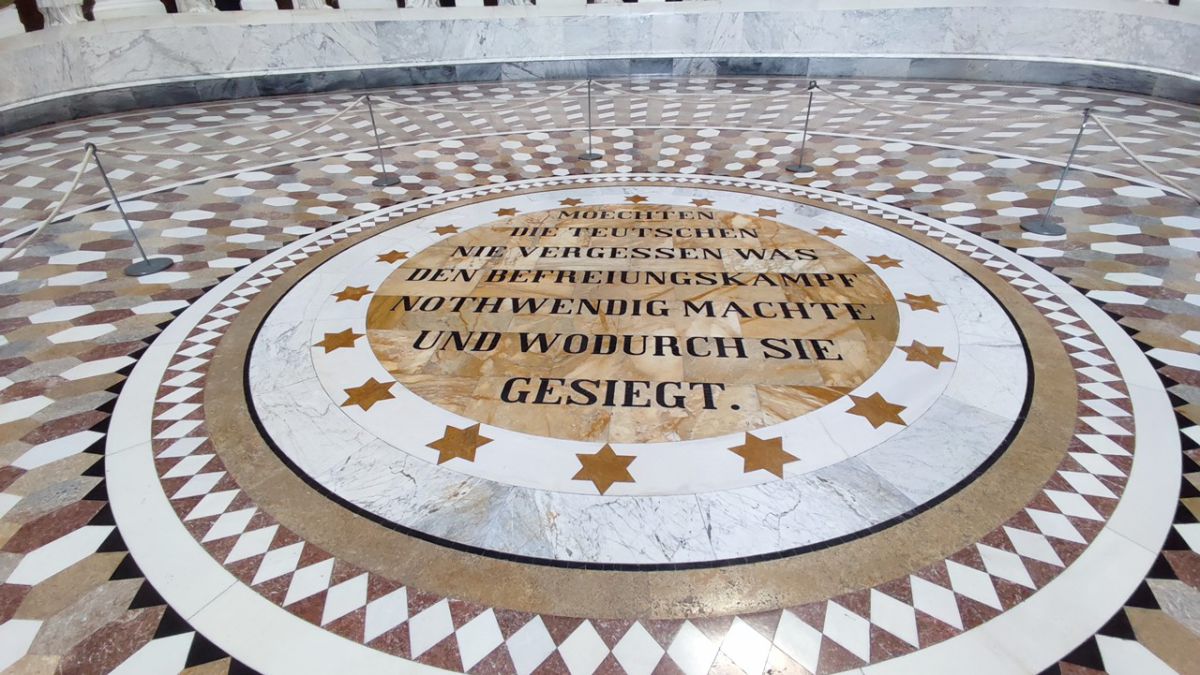 MOECHTEN
DIE TEUTSCHEN
NIE VERGESSEN WAS
DEN BEFREIUNGSKAMPF
NOTHWENDIG MACHTE
UND WODURCH SIE
GESIEGT.